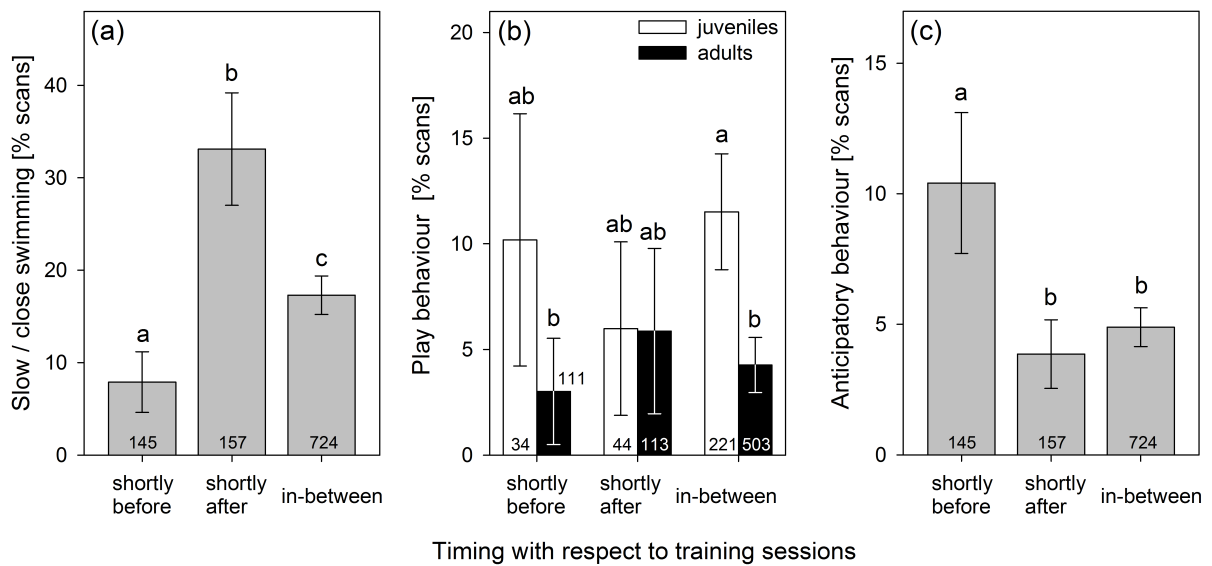 (a)
Slow / close swimming [% scans]
40
30
20
10
0
a
b
c
145
157
724
shortly before
shortly after
in-between
(b)
juveniles
adults
Play behaviour [% scans]
20
15
10
5
0
ab
b
ab
ab
a
b
34
111
44
113
221
503
shortly before
shortly after
in-between
(c)
Anticipatory behaviour [% scans]
15
10
5
0
a
b
b
145
157
724
shortly before
shortly after
in-between
Timing with respect to training sessions